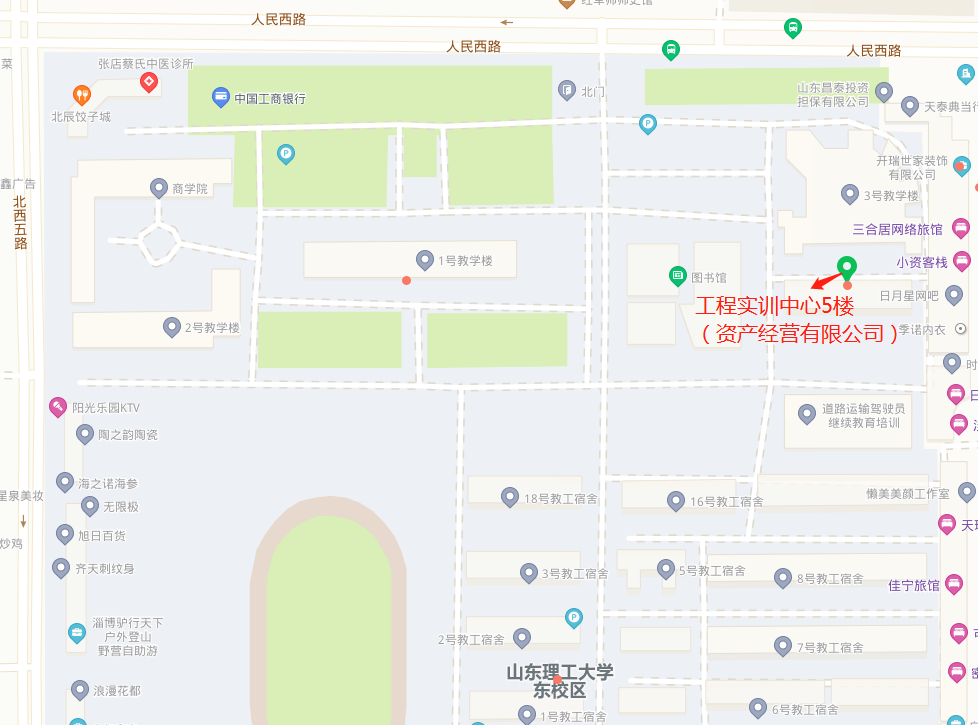 人民西路
人民西路
人民西路
张店蔡氏中医诊所
北辰饺子城
中国工商银行
北门
山东昌泰投资
担保有限公司
天泰典当行
菜
鑫广告
北西五路
商学院
开瑞世家装饰
有限公司
3号教学楼
三合居网络旅馆
小资客栈
1号教学楼
图书馆
日月星网吧
工程实训中心5楼
（资产经营有限公司）
季诺内衣
2号教学楼
时
日
阳光乐园KTV
陶之韵陶瓷
道路运输驾驶员
继续教育培训
海之诺海参
星泉美妆
无限极
18号教工宿舍
16号教工宿舍
懒美美颜工作室
旭日百货
炒鸡
齐天刺纹身
3号教工宿舍
5号教工宿舍
8号教工宿舍
佳宁旅馆
淄博驴行天下
户外登山
野营自助游
2号教工宿舍
7号教工宿舍
山东理工大学
东校区
浪漫花都
1号教工宿舍
6号教工宿舍